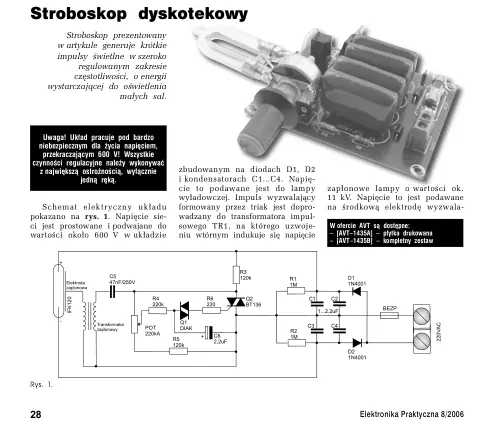 Stroboskop dyskotekowy
Stroboskop prezentowany
w artykule generuje krótkie
impulsy świetlne w szeroko
regulowanym zakresie
częstotliwości, o energii
wystarczającej do oświetlenia
małych sal.
Uwaga! Układ pracuje pod bardzo
niebezpiecznym dla życia napięciem,
przekraczającym 600 V! Wszystkie
czynności regulacyjne należy wykonywać
z największą ostrożnością, wyłącznie
jedną ręką.
Schemat elektryczny układu
pokazano na rys. 1. Napięcie sie-
ci jest prostowane i podwajane do
wartości około 600 V w układzie
zbudowanym na diodach D1, D2
i kondensatorach C1...C4. Napię-
cie to podawane jest do lampy
wyładowczej. Impuls wyzwalający
formowany przez triak jest dopro-
wadzany do transformatora impul-
sowego TR1, na którego uzwoje-
niu wtórnym indukuje się napięcie
zapłonowe lampy o wartości ok.
11 kV. Napięcie to jest podawane
na środkową elektrodę wyzwala-
W ofercie AVT są dostępne:
– [AVT–1435A] – płytka drukowana
– [AVT–1435B] – kompletny zestaw
+
Elektroda
zapłonowa
IFK120
-
C5
47nF/250V
Transformator
zapłonowy
POT
220kA
R4
220k
R5
120k
Q1
DIAK
R6
220
+
C6
2,2uF
R3
120k
Q2
BT136
R1
1M
R2
1M
C1
C2
1...2,2uF
C3
C4
D1
1N4001
D2
1N4001
BEZP
220VAC
Rys. 1.
28
Elektronika Praktyczna 8/2006